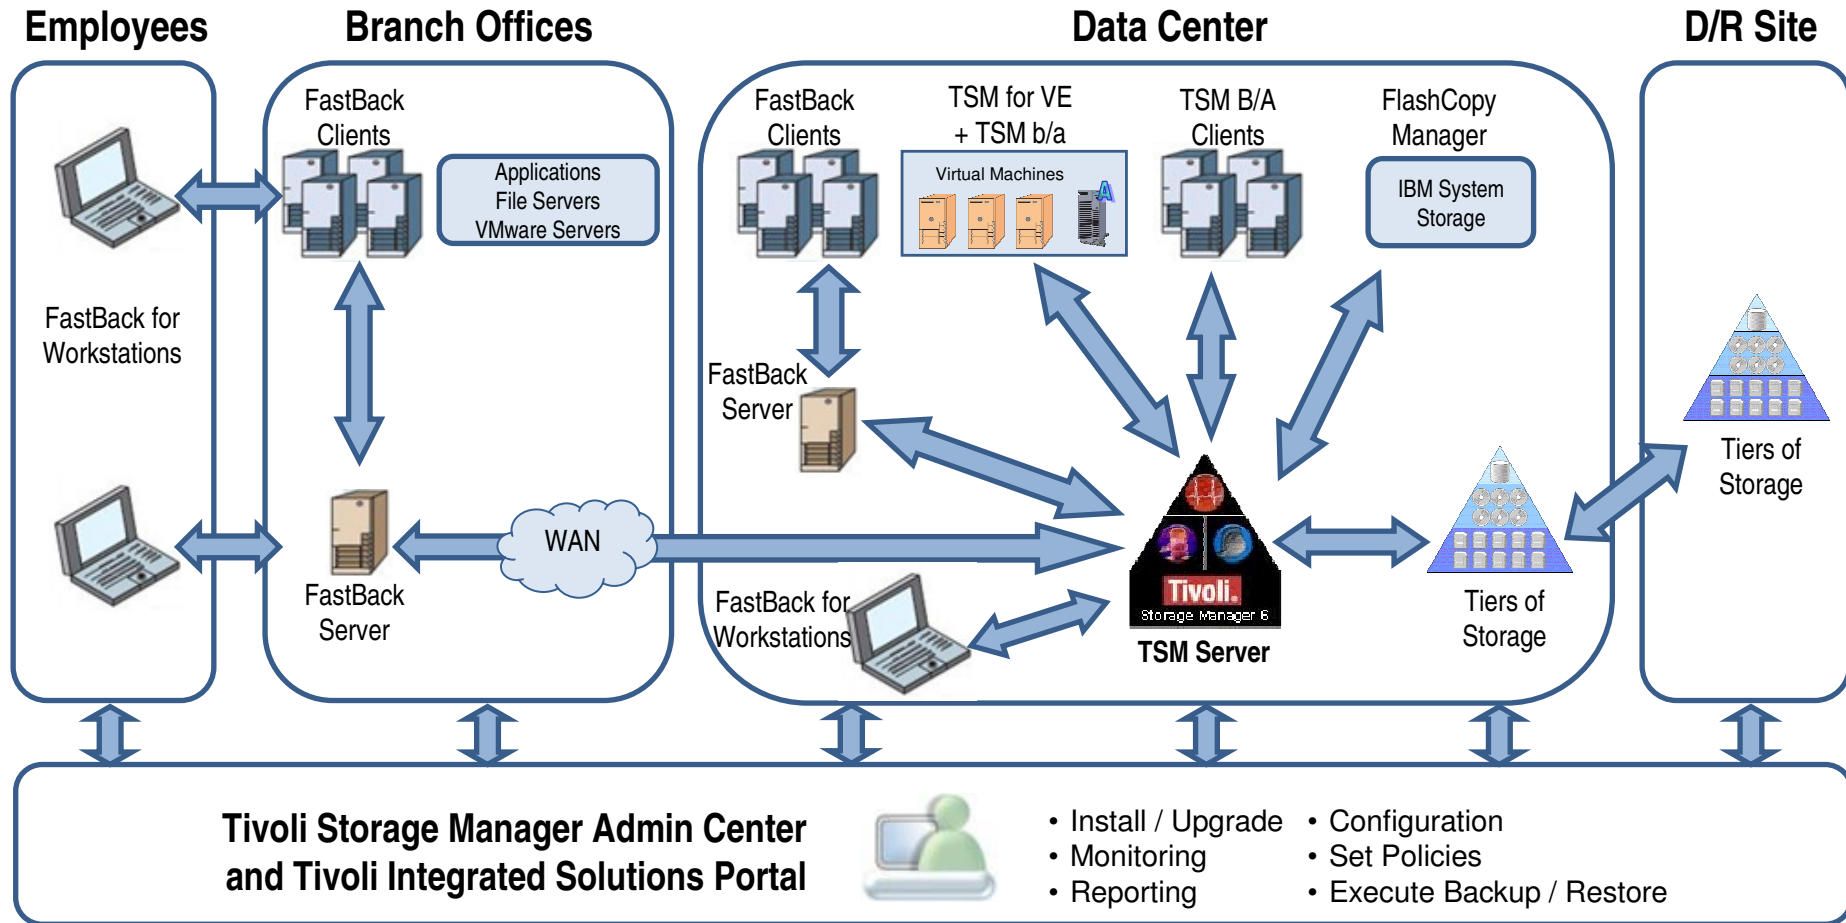 Employees
Branch Offices
Data Center
D/R Site
FastBack for
Workstations
FastBack
Clients
Applications
File Servers
VMware Servers
FastBack
Server
WAN
FastBack
Clients
TSM for VE
+ TSM b/a
Virtual Machines
A
TSM B/A
Clients
FlashCopy
Manager
IBM System
Storage
FastBack
Server
FastBack for
Workstations
Tivoli.
Storage Manager 6
TSM Server
Tiers of
Storage
Tiers of
Storage
Tivoli Storage Manager Admin Center
and Tivoli Integrated Solutions Portal
• Install / Upgrade
• Monitoring
• Reporting
• Configuration
• Set Policies
• Execute Backup / Restore